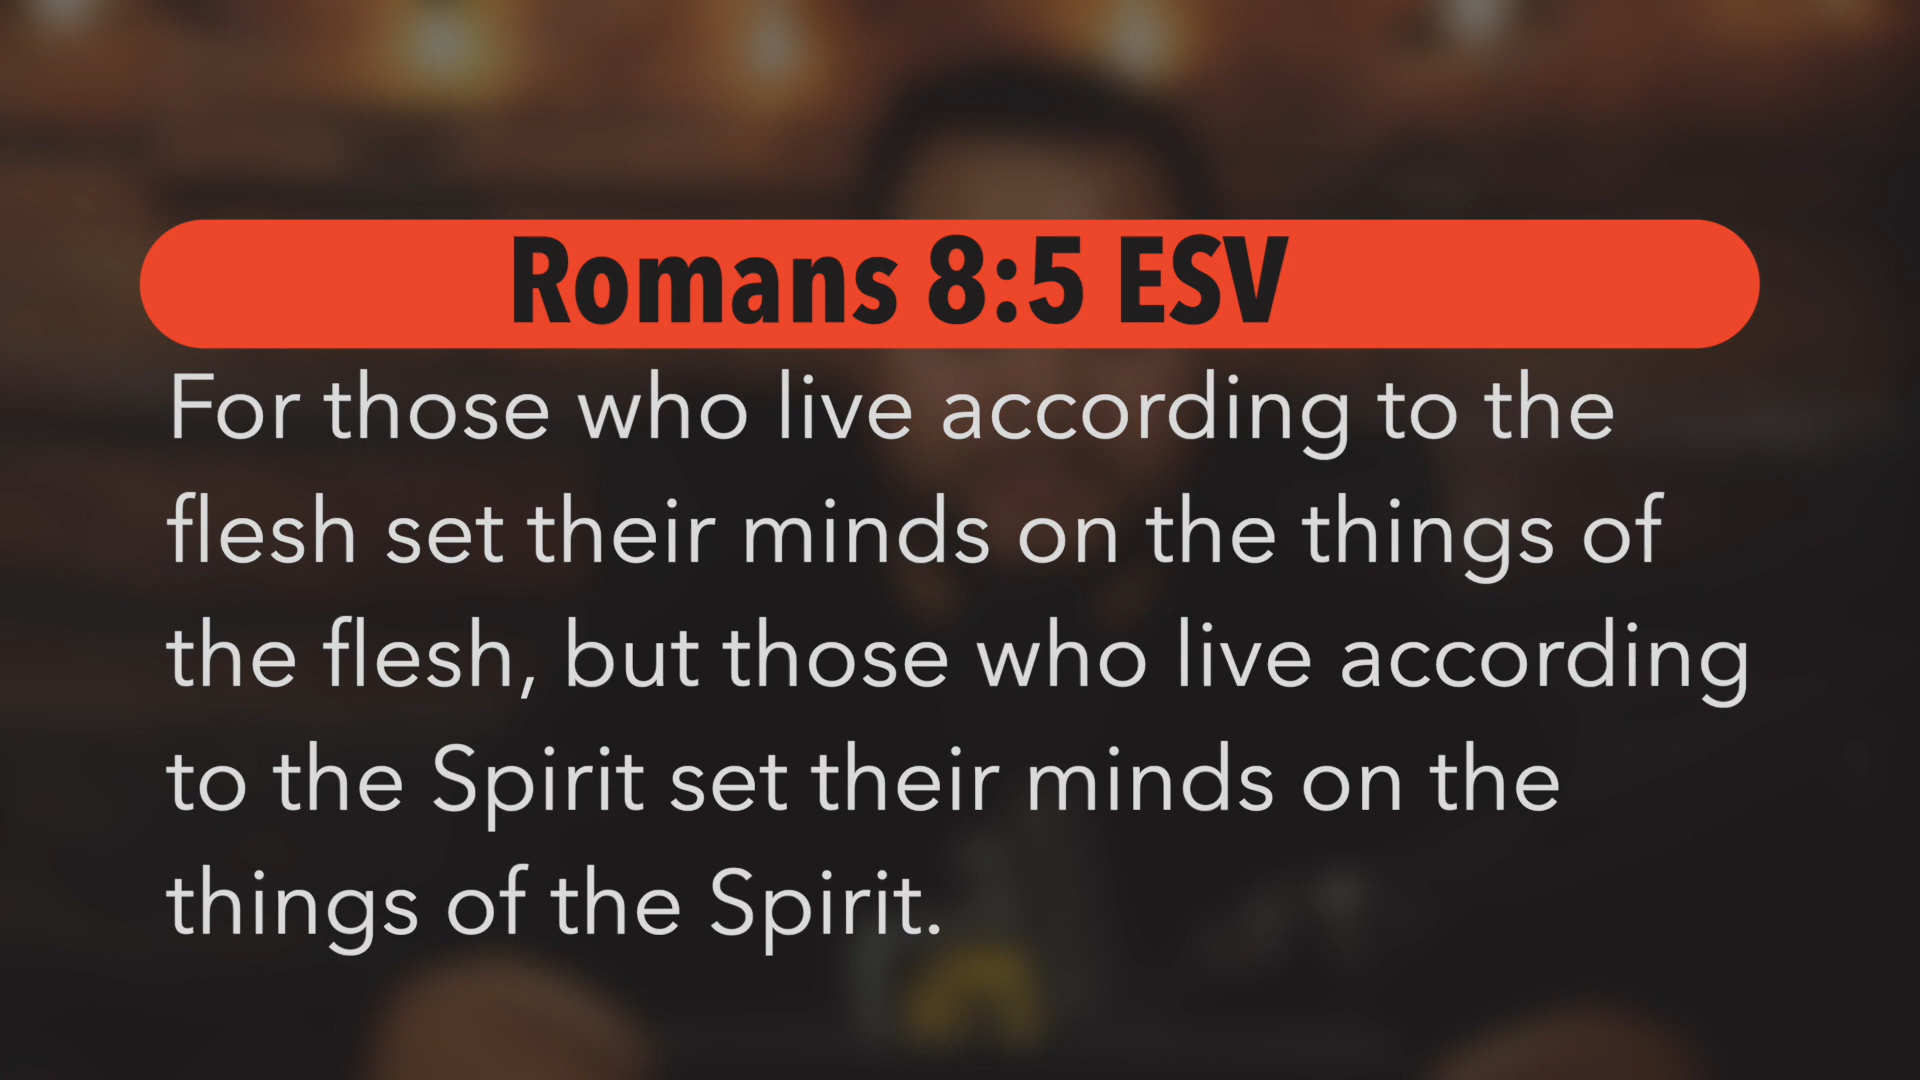 Romans 8:5 ESV
For those who live according to the
flesh set their minds on the things of
the flesh, but those who live according
to the Spirit set their minds on the
things of the Spirit.